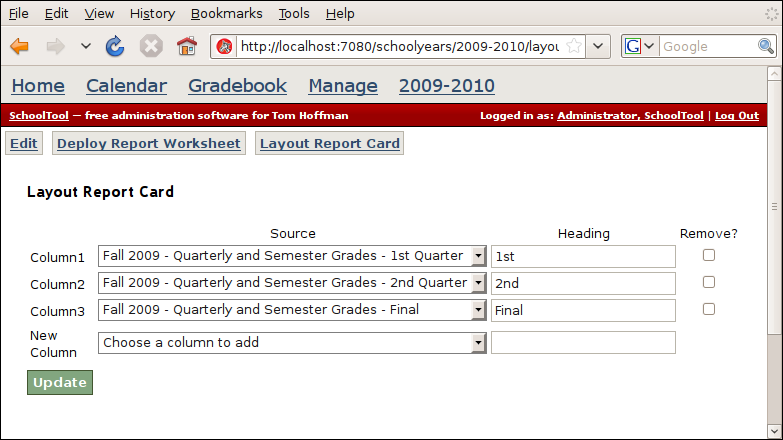 File Edit View History Bookmarks Tools Help
http://localhost:7080/schoolyears/2009-2010/layou
G Google
Home Calendar Gradebook Manage 2009-2010
SchoolTool — free administration software for Tom Hoffman Logged in as: Administrator, SchoolTool | Log Out
Edit Deploy Report Worksheet Layout Report Card
Layout Report Card
Source Heading Remove?
Column1 Fall 2009 - Quarterly and Semester Grades - 1st Quarter 1st
Column2 Fall 2009 - Quarterly and Semester Grades - 2nd Quarter 2nd
Column3 Fall 2009 - Quarterly and Semester Grades - Final Final
New
Column Choose a column to add
Update